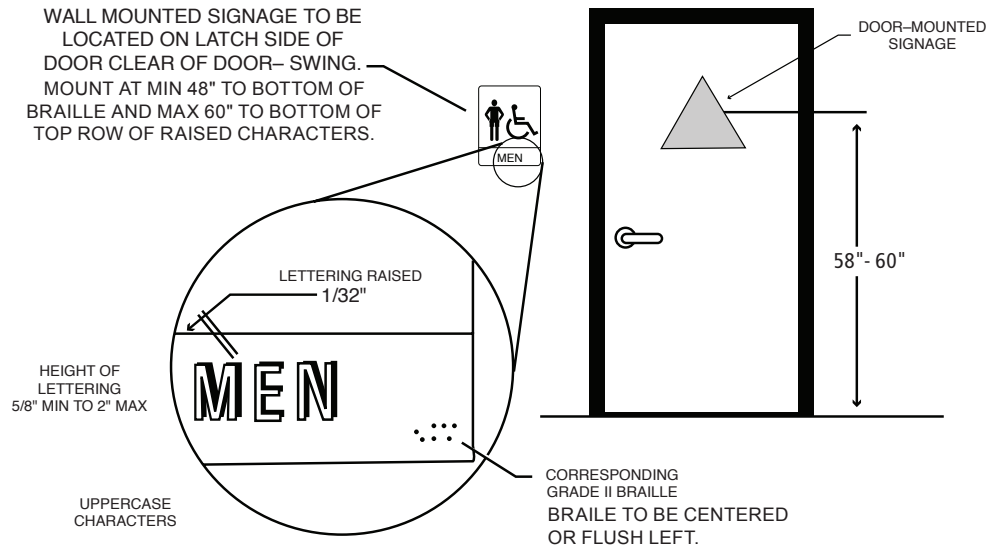 WALL MOUNTED SIGNAGE TO BE
LOCATED ON LATCH SIDE OF
DOOR CLEAR OF DOOR– SWING.
MOUNT AT MIN 48" TO BOTTOM OF
BRAILLE AND MAX 60" TO BOTTOM OF
TOP ROW OF RAISED CHARACTERS.
DOOR–MOUNTED
SIGNAGE
MEN
58"- 60"
LETTERING RAISED
1/32"
MEN
HEIGHT OF
LETTERING
5/8" MIN TO 2" MAX
UPPERCASE
CHARACTERS
CORRESPONDING
GRADE II BRAILLE
BRAILE TO BE CENTERED
OR FLUSH LEFT.